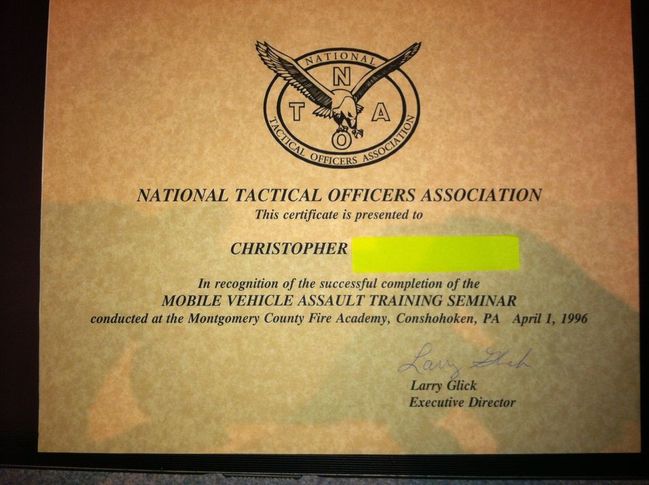 NATIONAL
N
T A
O
TACTICAL OFFICERS ASSOCIATION
NATIONAL TACTICAL OFFICERS ASSOCIATION
This certificate is presented to
CHRISTOPHER
In recognition of the successful completion of the
MOBILE VEHICLE ASSAULT TRAINING SEMINAR
conducted at the Montgomery County Fire Academy, Conshohoken, PA April 1, 1996
Larry Glick
Larry Glick
Executive Director